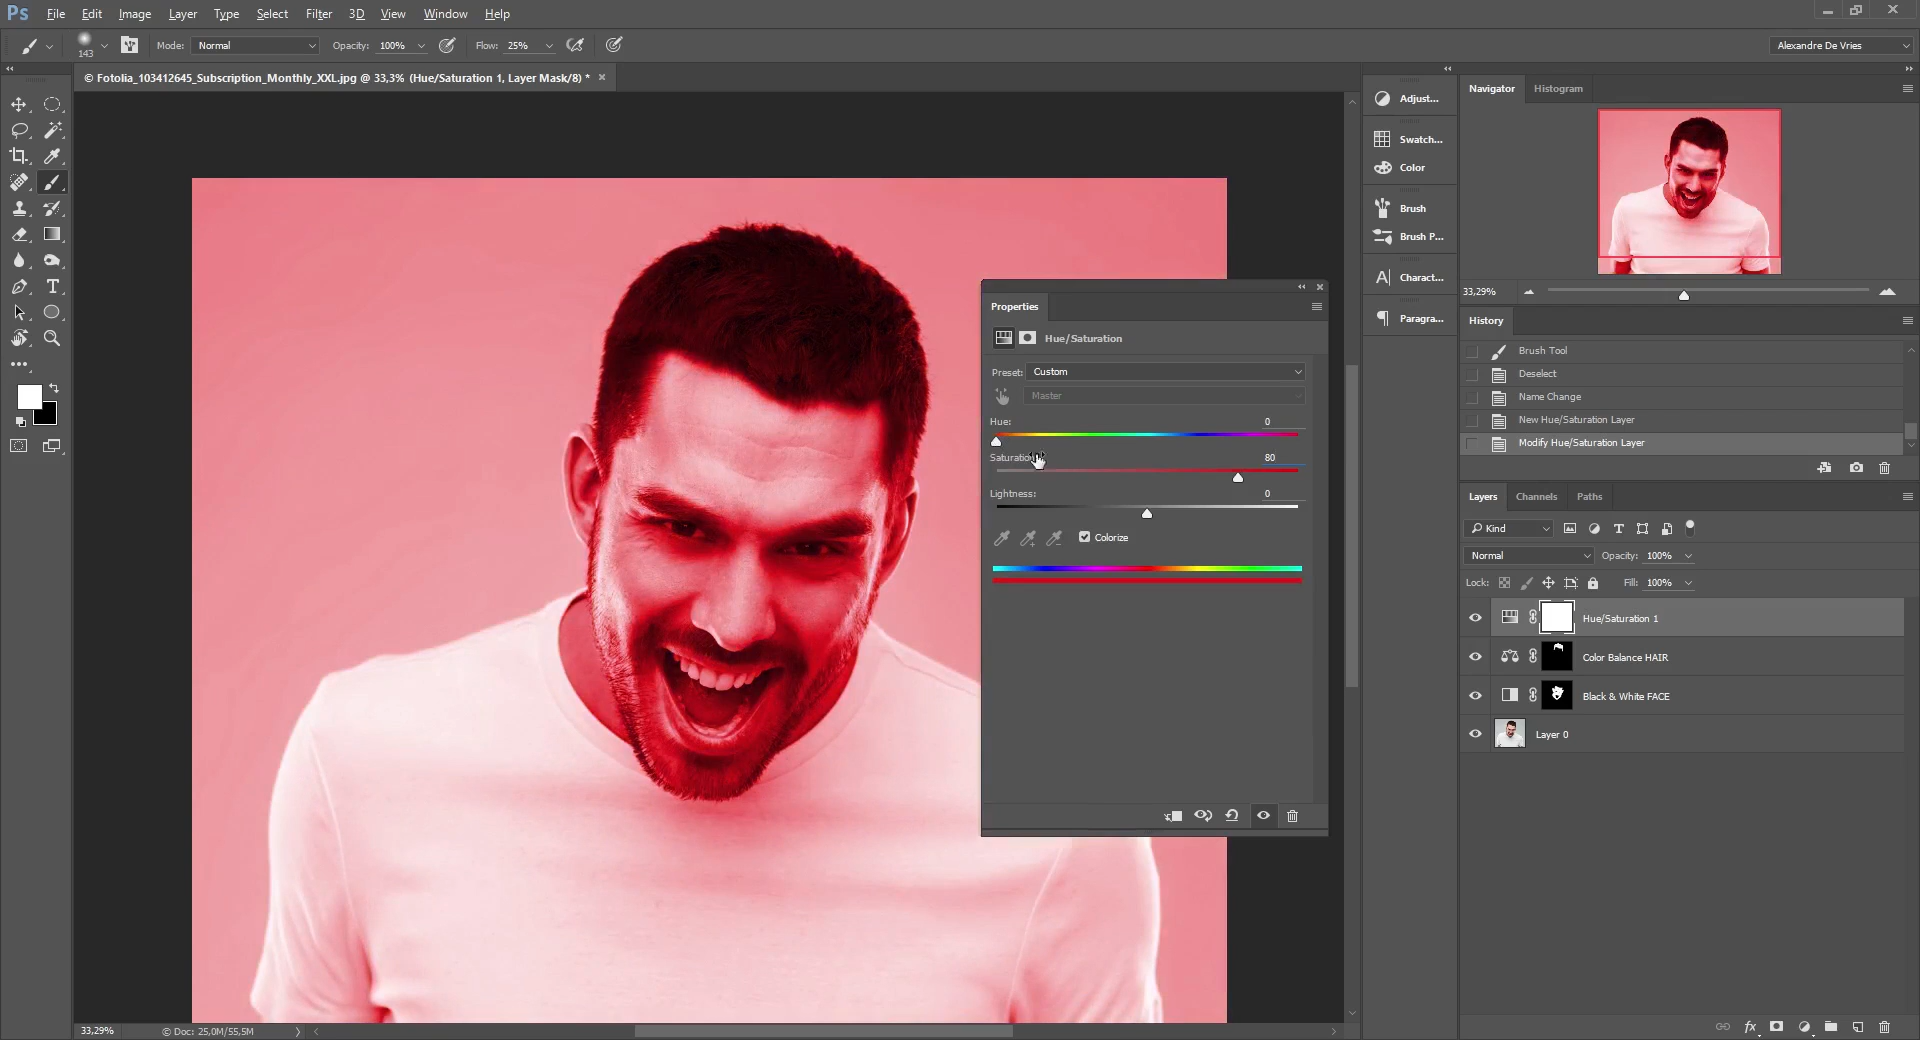 Ps File Edit Image Layer Type Select Filter 3D View Window Help
143 Mode: Normal Opacity: 100% Flow: 25% Alexandre De Vries
© Fotolia_103412645_Subscription_Monthly_XXL.jpg @ 33,3% (Hue/Saturation 1, Layer Mask/8) *
Adjust...
Swatch...
Color
Brush
Brush P...
Charact...
Paragra...
Properties
Hue/Saturation
Preset: Custom
Master
Hue: 0
Saturation 80
Lightness: 0
Colorize
Navigator Histogram
33,29%
History
Brush Tool
Deselect
Name Change
New Hue/Saturation Layer
Modify Hue/Saturation Layer
Layers Channels Paths
Kind
Normal Opacity: 100%
Lock: Fill: 100%
Hue/Saturation 1
Color Balance HAIR
Black & White FACE
Layer 0
33,29% © Doc: 25,0M/55,5M